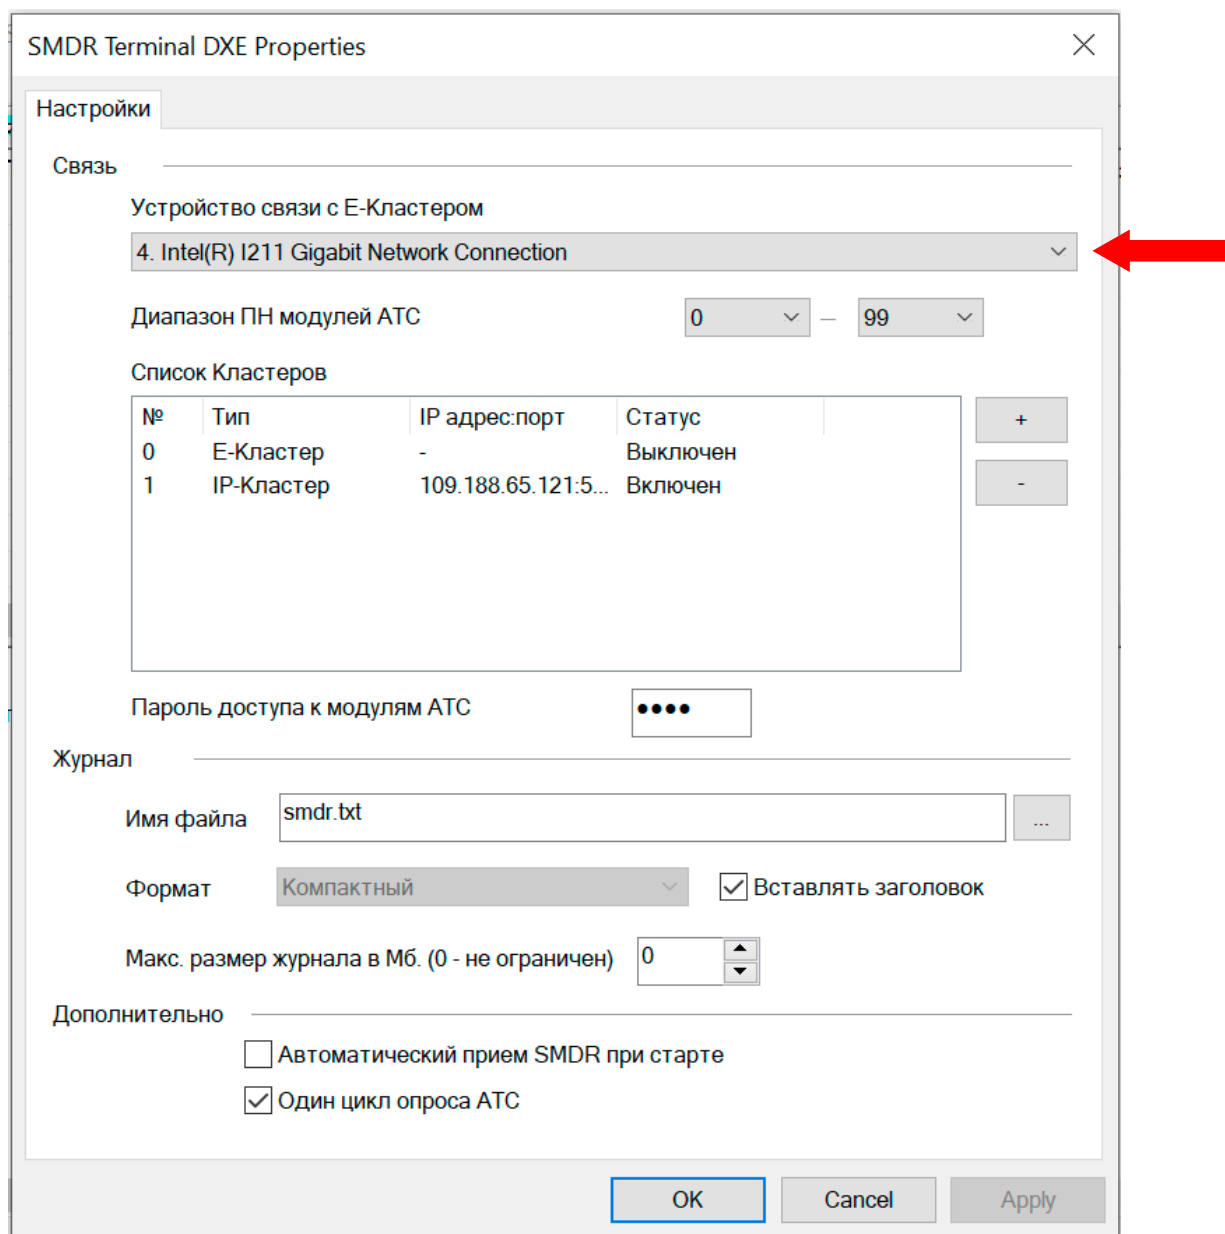 SMDR Terminal DXE Properties
Настройки
Связь
Устройство связи с Е-Кластером
4. Intel(R) I211 Gigabit Network Connection
Диапазон ПН модулей АТС 0 — 99
Список Кластеров
№ Тип IP адрес:порт Статус
0 Е-Кластер - Выключен
1 IP-Кластер 109.188.65.121:5... Включен
+
-
Пароль доступа к модулям АТС ●●●●
Журнал
Имя файла smdr.txt ...
Формат Компактный Вставлять заголовок
Макс. размер журнала в Мб. (0 - не ограничен) 0
Дополнительно
Автоматический прием SMDR при старте
Один цикл опроса АТС
OK Cancel Apply